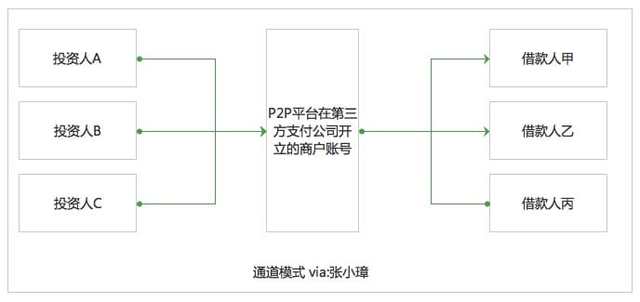 投资人A
投资人B
投资人C
P2P平台在第三
方支付公司开
立的商户账号
借款人甲
借款人乙
借款人丙
通道模式 via:张小璋